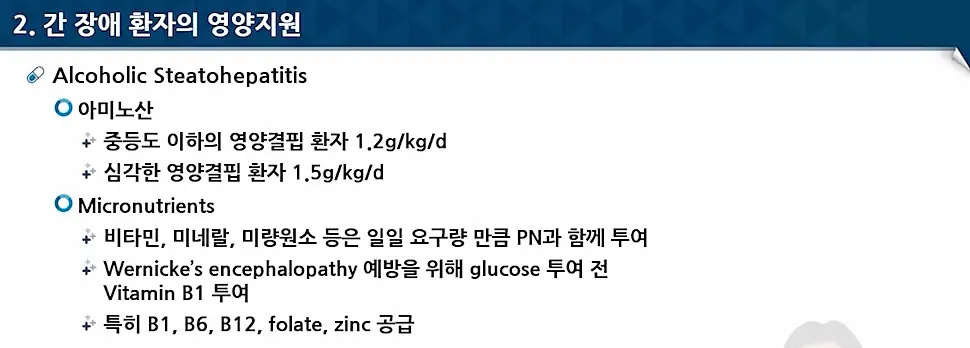 2. 간 장애 환자의 영양지원
Alcoholic Steatohepatitis
아미노산
중등도 이하의 영양결핍 환자 1.2g/kg/d
심각한 영양결핍 환자 1.5g/kg/d
Micronutrients
비타민, 미네랄, 미량원소 등은 일일 요구량 만큼 PN과 함께 투여
Wernicke's encephalopathy 예방을 위해 glucose 투여 전
Vitamin B1 투여
특히 B1, B6, B12, folate, zinc 공급